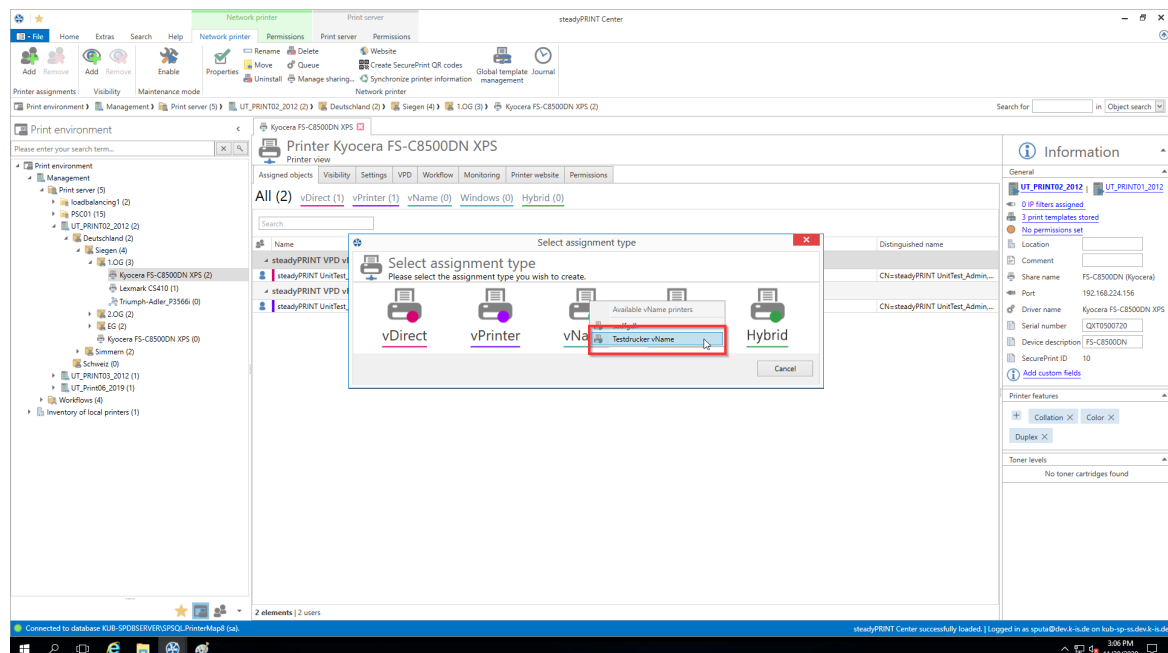 Network printer
Print server
steadyPRINT Center
File
Home
Extras
Search
Help
Network printer
Permissions
Print server
Permissions
Add
Remove
Add
Remove
Enable
Properties
Rename
Delete
Move
Queue
Uninstall
Manage sharing...
Website
Create SecurePrint QR codes
Synchronize printer information
Global template management
Journal
Printer assignments
Visibility
Maintenance mode
Network printer
Print environment
Management
Print server (5)
UT_PRINT02_2012 (2)
Deutschland (2)
Siegen (4)
1.OG (3)
Kyocera FS-C8500DN XPS (2)
Search for
in
Object search
Print environment
Please enter your search term...
Print environment
Management
Print server (5)
loadbalancing1 (2)
PSC01 (15)
UT_PRINT02_2012 (2)
Deutschland (2)
Siegen (4)
1.OG (3)
Kyocera FS-C8500DN XPS (2)
Lexmark CS410 (1)
Triumph-Adler_P3566i (0)
2.OG (2)
EG (2)
Kyocera FS-C8500DN XPS (0)
Simmern (2)
Schweiz (0)
UT_PRINT03_2012 (1)
UT_Print06_2019 (1)
Workflows (4)
Inventory of local printers (1)
Kyocera FS-C8500DN XPS
Printer Kyocera FS-C8500DN XPS
Printer view
Assigned objects
Visibility
Settings
VPD
Workflow
Monitoring
Printer website
Permissions
All (2)
vDirect (1)
vPrinter (1)
vName (0)
Windows (0)
Hybrid (0)
Search
Name
Distinguished name
steadyPRINT VPD
steadyPRINT UnitTest_
CN=steadyPRINT UnitTest_Admin,...
steadyPRINT VPD
steadyPRINT UnitTest_
CN=steadyPRINT UnitTest_Admin,...
Select assignment type
Select assignment type
Please select the assignment type you wish to create.
vDirect
vPrinter
vNa
Hybrid
Available vName printers
Testdrucker vName
Cancel
2 elements | 2 users
Information
General
UT_PRINT02_2012 | UT_PRINT01_2012
0 IP filters assigned
3 print templates stored
No permissions set
Location
Comment
Share name FS-C8500DN (Kyocera)
Port 192.168.224.156
Driver name Kyocera FS-C8500DN XPS
Serial number QXT0500720
Device description FS-C8500DN
SecurePrint ID 10
Add custom fields
Printer features
Collation
Color
Duplex
Toner levels
No toner cartridges found
Connected to database KUB-SPDBSERVER\SPSQL.PrinterMap8 (sa).
steadyPRINT Center successfully loaded. | Logged in as sputa@dev.k-is.de on kub-sp-ss.dev.k-is.de
3:06 PM